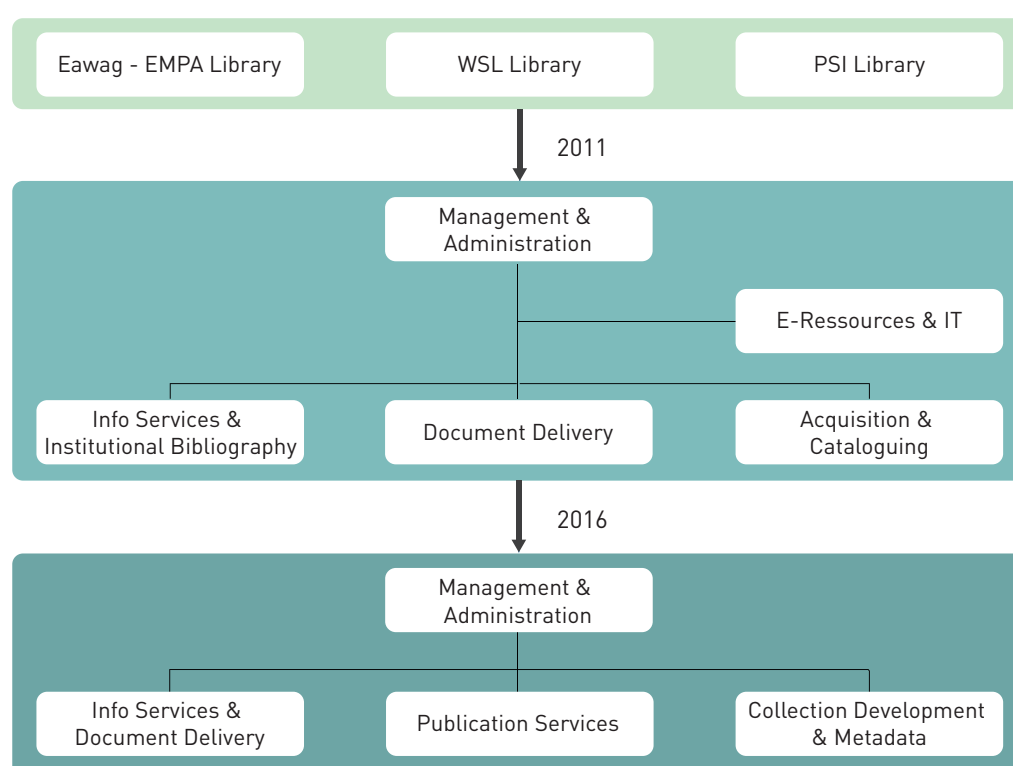 Eawag - EMPA Library
WSL Library
PSI Library
2011
Management &
Administration
E-Ressources & IT
Info Services &
Institutional Bibliography
Document Delivery
Acquisition &
Cataloguing
2016
Management &
Administration
Info Services &
Document Delivery
Publication Services
Collection Development
& Metadata